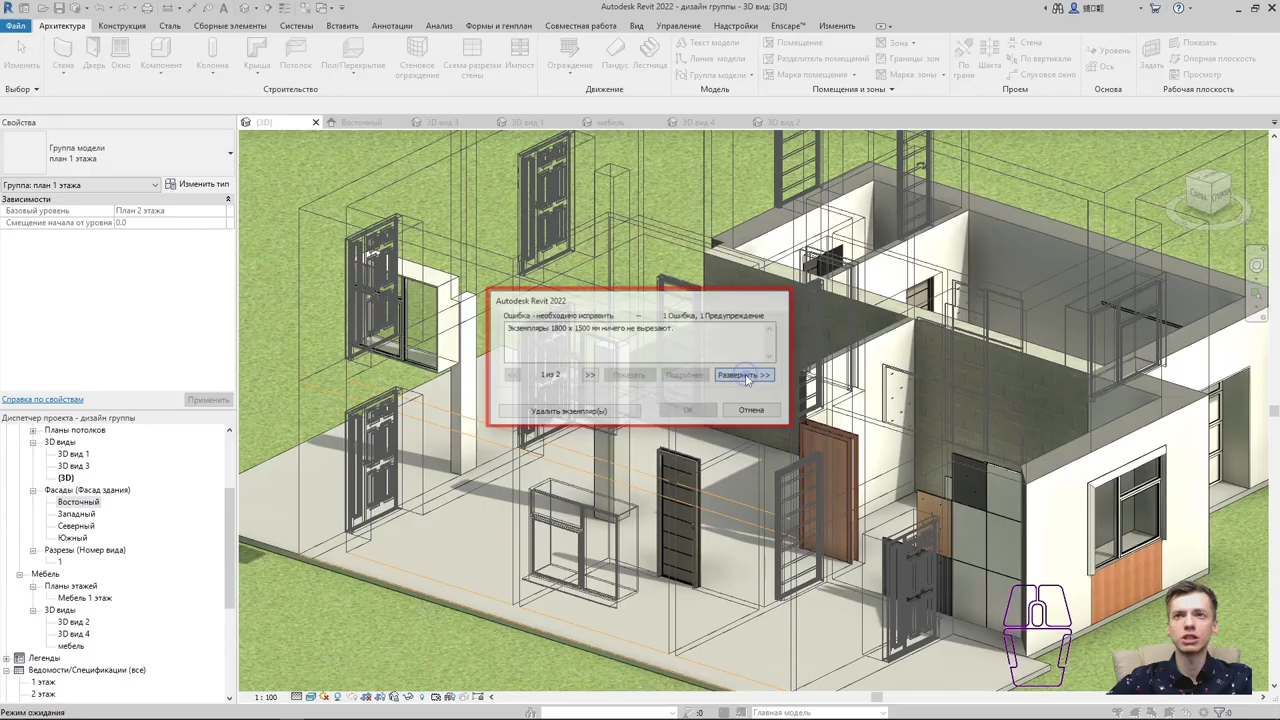 Autodesk Revit 2022 - дизайн группы - 3D вид: {3D}
Файл Архитектура Конструкция Сталь Сборные элементы Системы Вставить Аннотации Анализ Формы и генплан Совместная работа Вид Управление Надстройки Enscape™ Изменить
Изменить Стена Дверь Окно Компонент Колонна Крыша Потолок Пол/Перекрытие Стеновое ограждение Схема разрезки стены Импост Ограждение Пандус Лестница
Текст модели
Линия модели
Группа модели
Помещение
Разделитель помещений
Марка помещения
Зона
Границы зон
Марка зоны
По грани
Шахта
Стена
По вертикали
Слуховое окно
Уровень
Ось
Задать
Показать
Опорная плоскость
Просмотр
Выбор Строительство Движение Модель Помещения и зоны Проем Основа Рабочая плоскость
Свойства
{3D} Восточный 3D вид 3 3D вид 1 мебель 3D вид 4 3D вид 2
Группа модели
план 1 этажа
Группа: план 1 этажа Изменить тип
Зависимости
Базовый уровень План 2 этажа
Смещение начала от уровня 0.0
Справка по свойствам Применить
Диспетчер проекта - дизайн группы
Планы потолков
3D виды
3D вид 1
3D вид 3
{3D}
Фасады (Фасад здания)
Восточный
Западный
Северный
Южный
Разрезы (Номер вида)
1
Мебель
Планы этажей
Мебель 1 этаж
3D виды
3D вид 2
3D вид 4
мебель
Легенды
Ведомости/Спецификации (все)
1 этаж
2 этаж
Autodesk Revit 2022
Ошибка - необходимо исправить — 1 Ошибка, 1 Предупреждение
Экземпляры 1800 x 1500 мм ничего не вырезают.
<< 1 из 2 >> Показать Подробнее Развернуть >>
Удалить экземпляр(ы) ОК Отмена
1 : 100
Режим ожидания :0 Главная модель :0